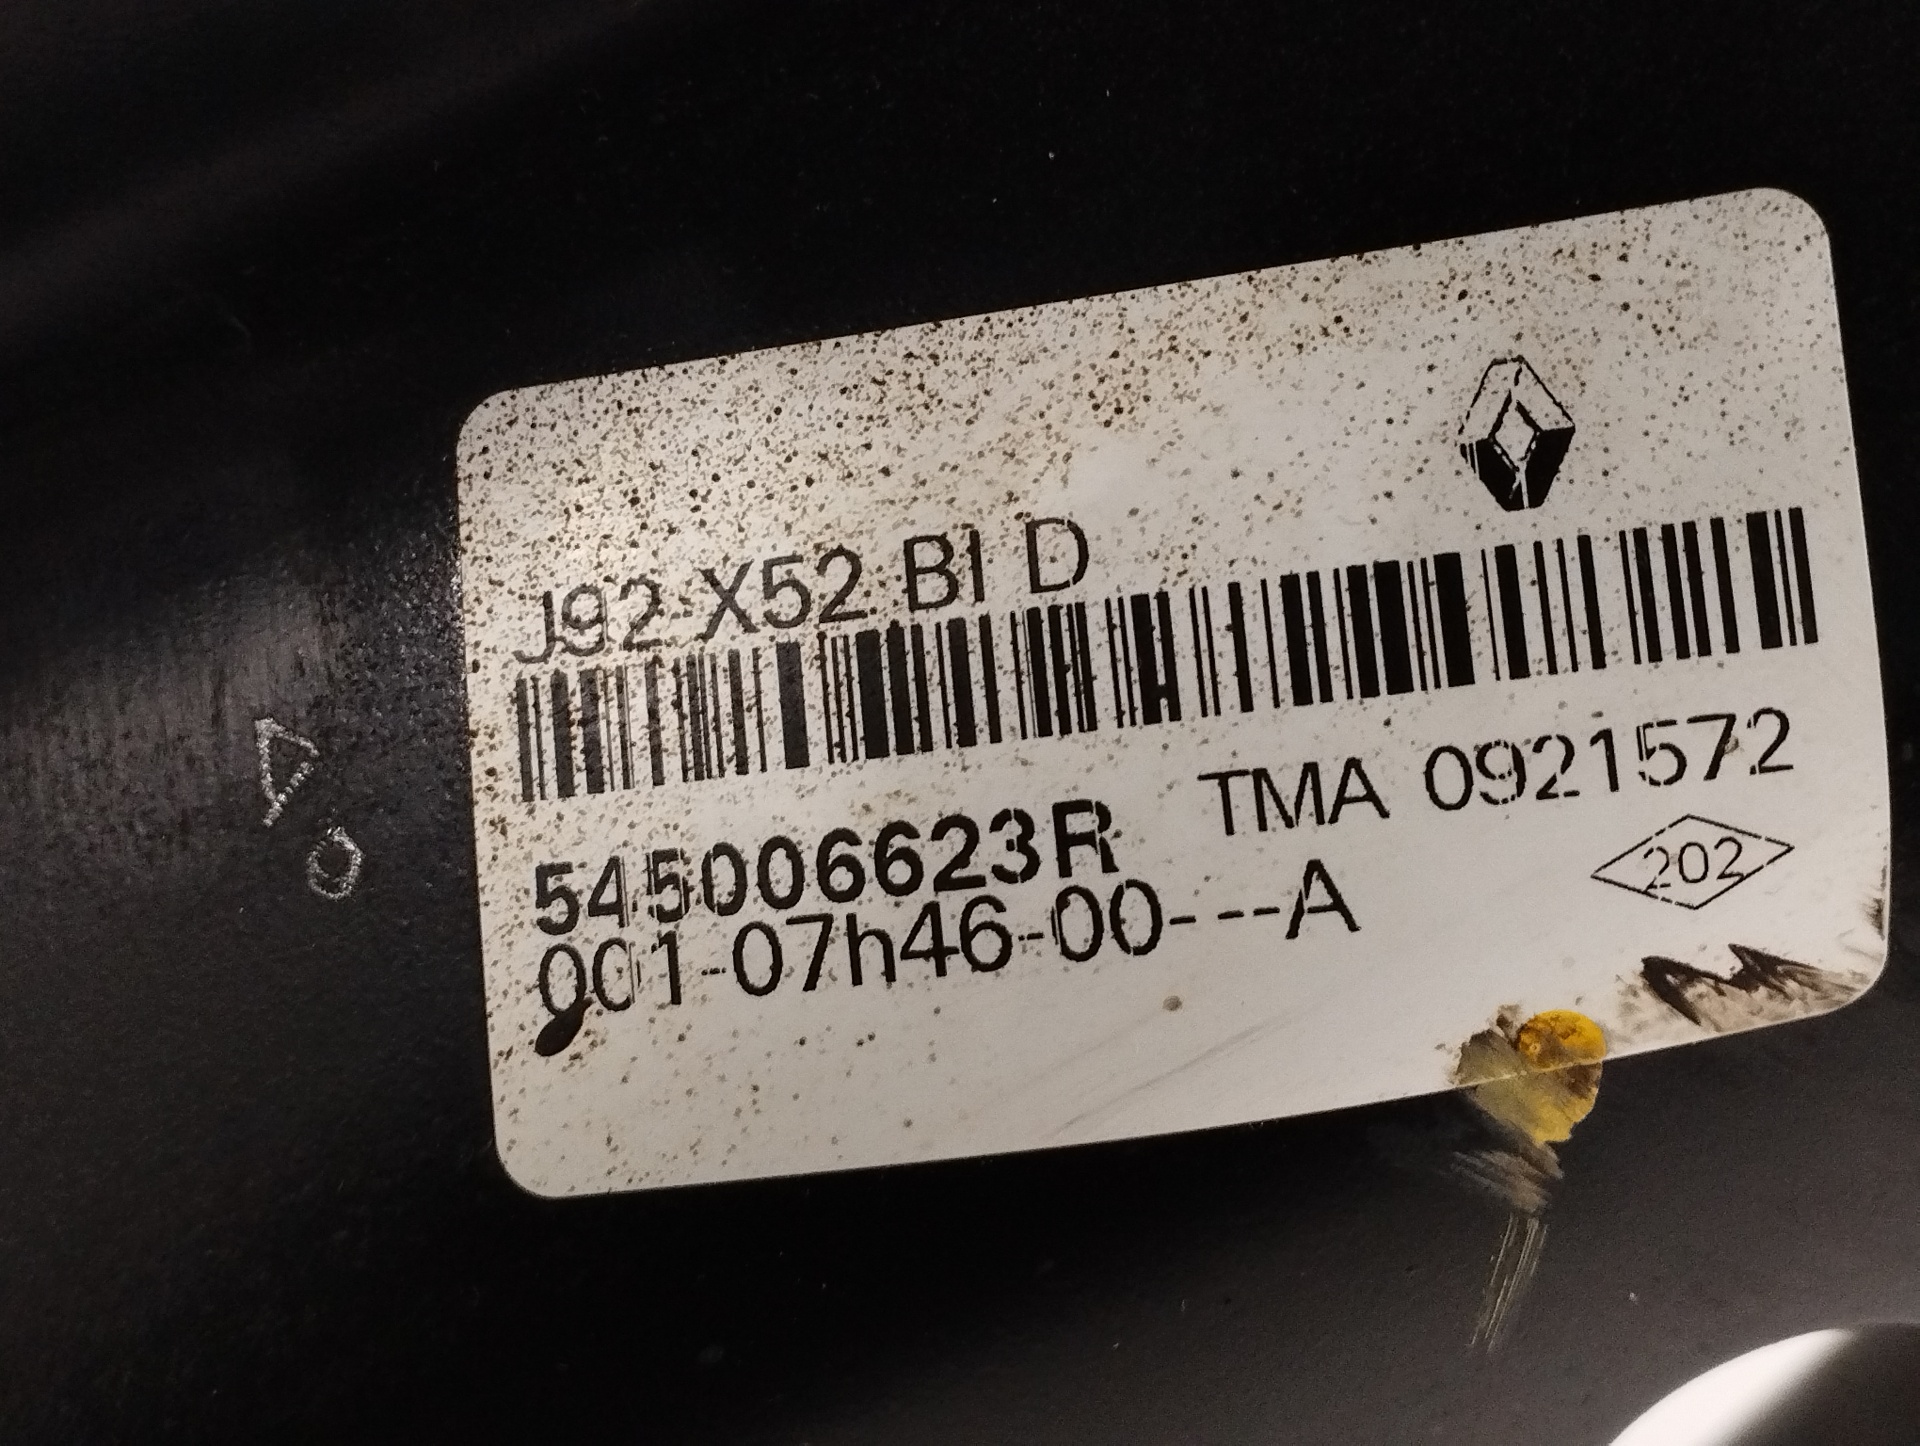 J92 X52 BI D
545006623R TMA 0921572
001-07h46-00---A
202